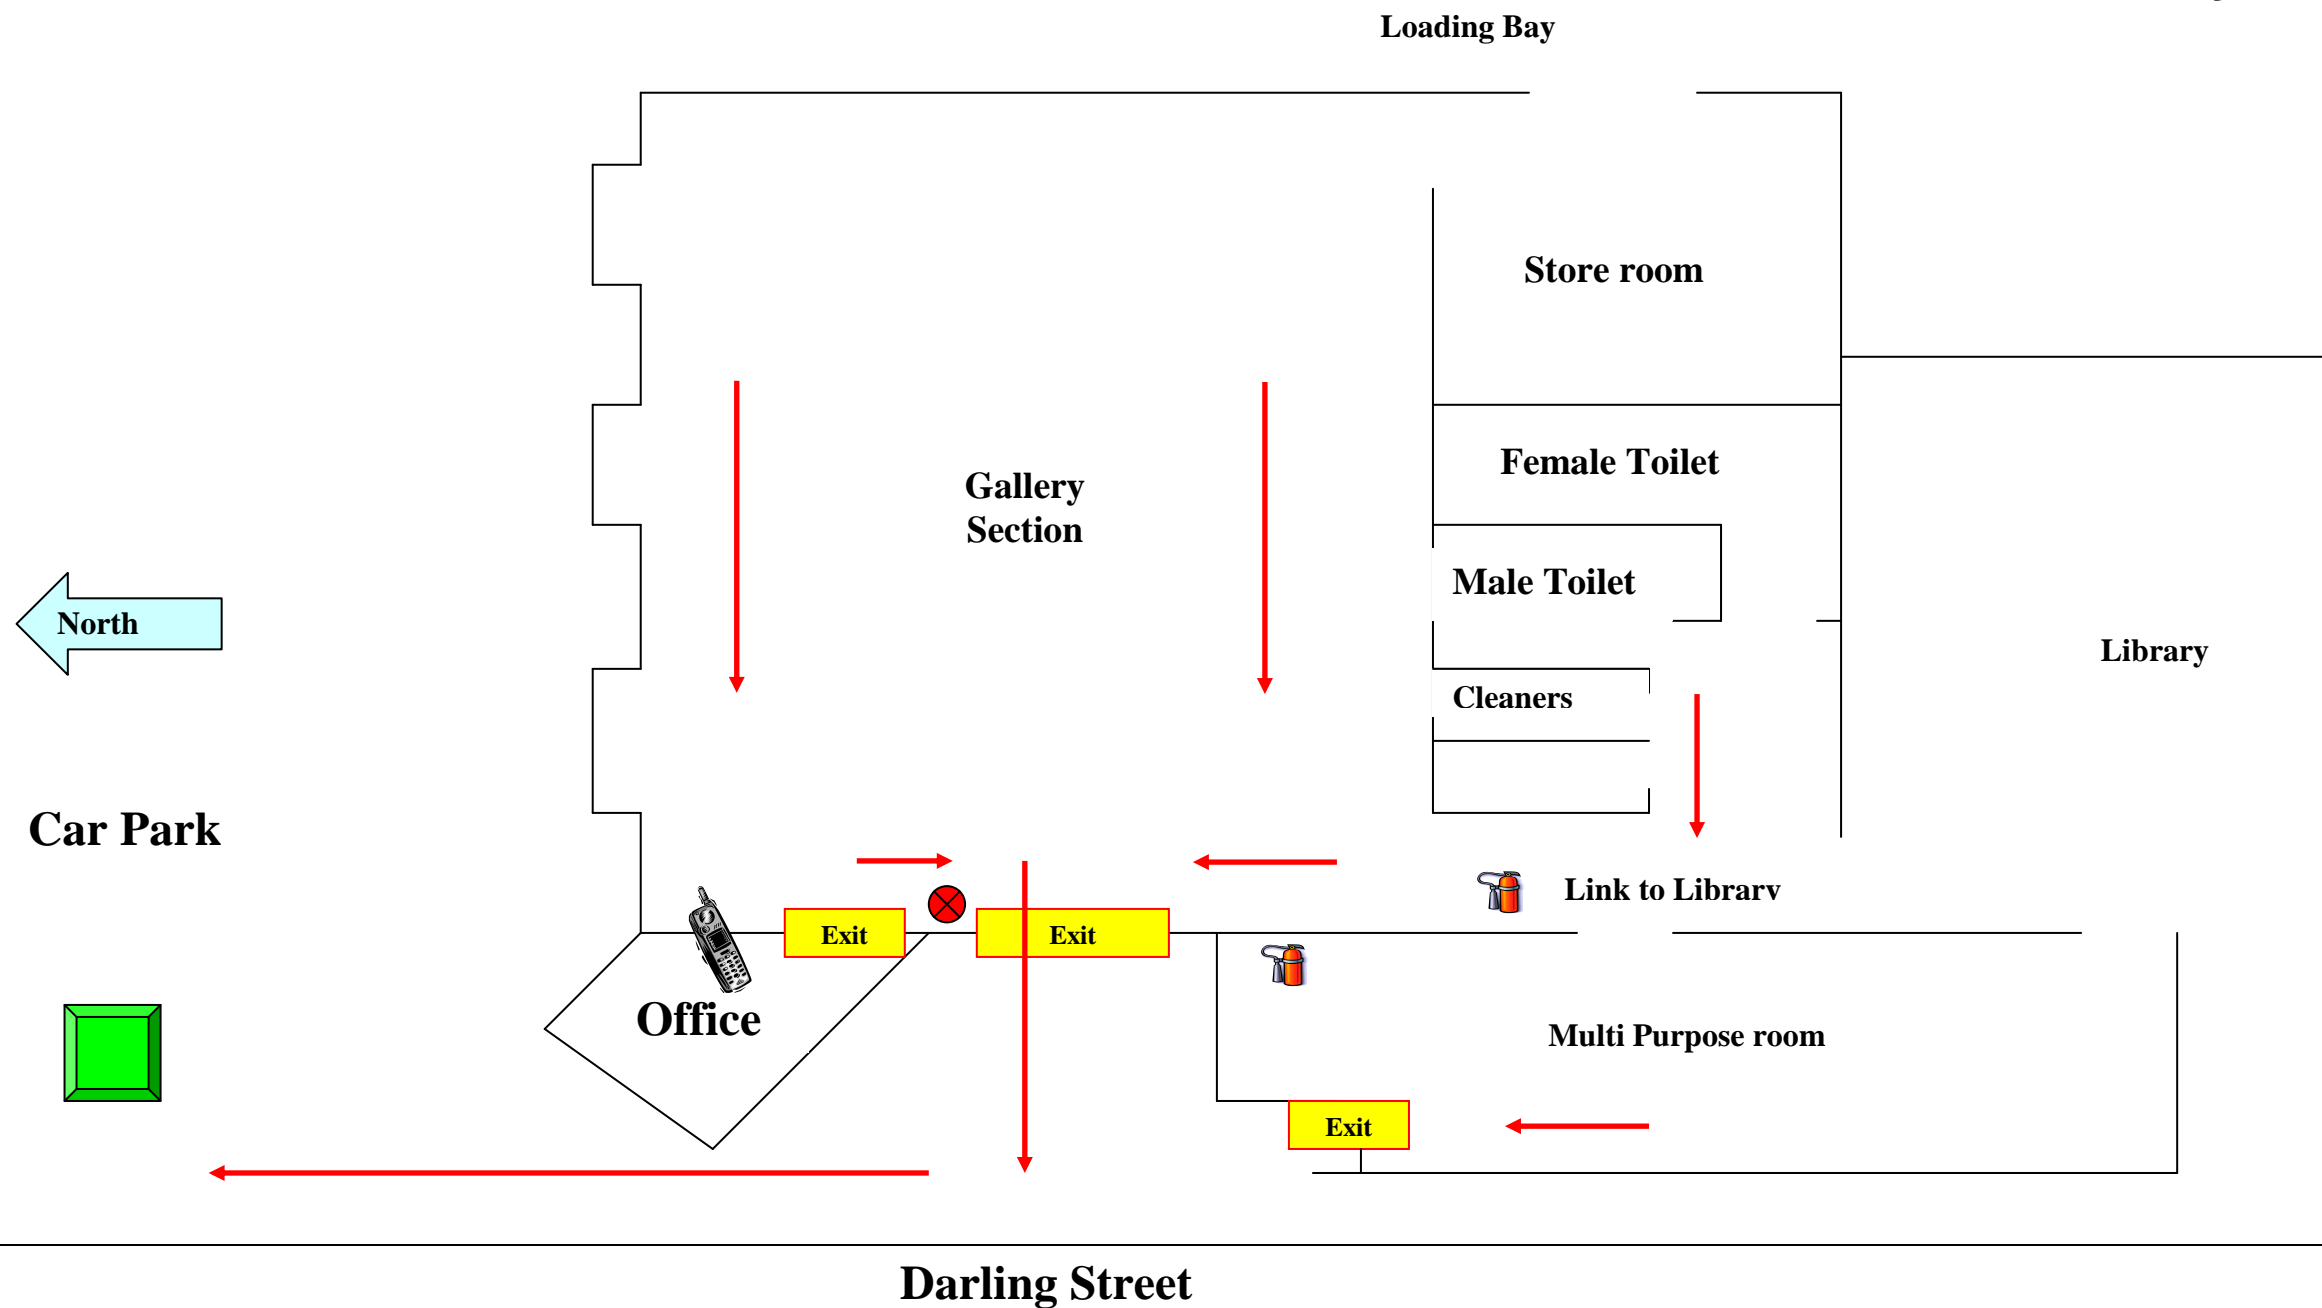 Loading Bay
Store room
Female Toilet
Gallery
Section
Male Toilet
North
Library
Cleaners
Car Park
Link to Library
Exit
Exit
Office
Multi Purpose room
Exit
Darling Street